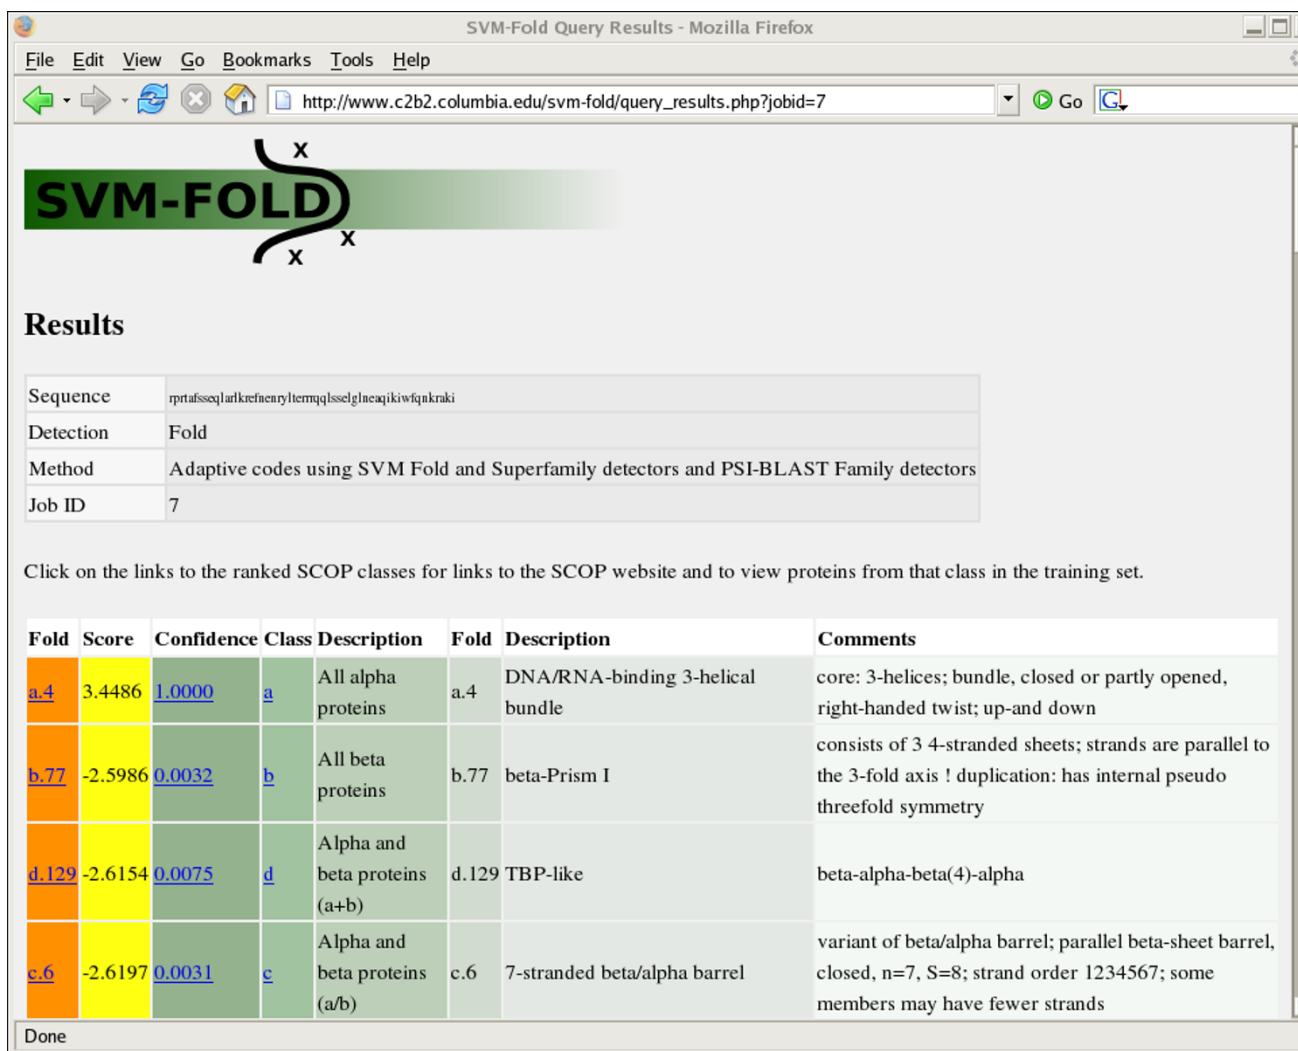 SVM-Fold Query Results - Mozilla Firefox
File Edit View Go Bookmarks Tools Help
http://www.c2b2.columbia.edu/svm-fold/query_results.php?jobid=7 Go G
x
SVM-FOLD
x
x
Results
Sequence rprtafsseqlarlkrefnenrylterrrqqlsselglneaqikiwfqnkraki
Detection Fold
Method Adaptive codes using SVM Fold and Superfamily detectors and PSI-BLAST Family detectors
Job ID 7
Click on the links to the ranked SCOP classes for links to the SCOP website and to view proteins from that class in the training set.
Fold Score Confidence Class Description Fold Description Comments
a.4 3.4486 1.0000 a All alpha proteins a.4 DNA/RNA-binding 3-helical bundle core: 3-helices; bundle, closed or partly opened,
right-handed twist; up-and down
b.77 -2.5986 0.0032 b All beta proteins b.77 beta-Prism I consists of 3 4-stranded sheets; strands are parallel to
the 3-fold axis ! duplication: has internal pseudo
threefold symmetry
d.129 -2.6154 0.0075 d Alpha and beta proteins (a+b) d.129 TBP-like beta-alpha-beta(4)-alpha
c.6 -2.6197 0.0031 c Alpha and beta proteins (a/b) c.6 7-stranded beta/alpha barrel variant of beta/alpha barrel; parallel beta-sheet barrel,
closed, n=7, S=8; strand order 1234567; some
members may have fewer strands
Done